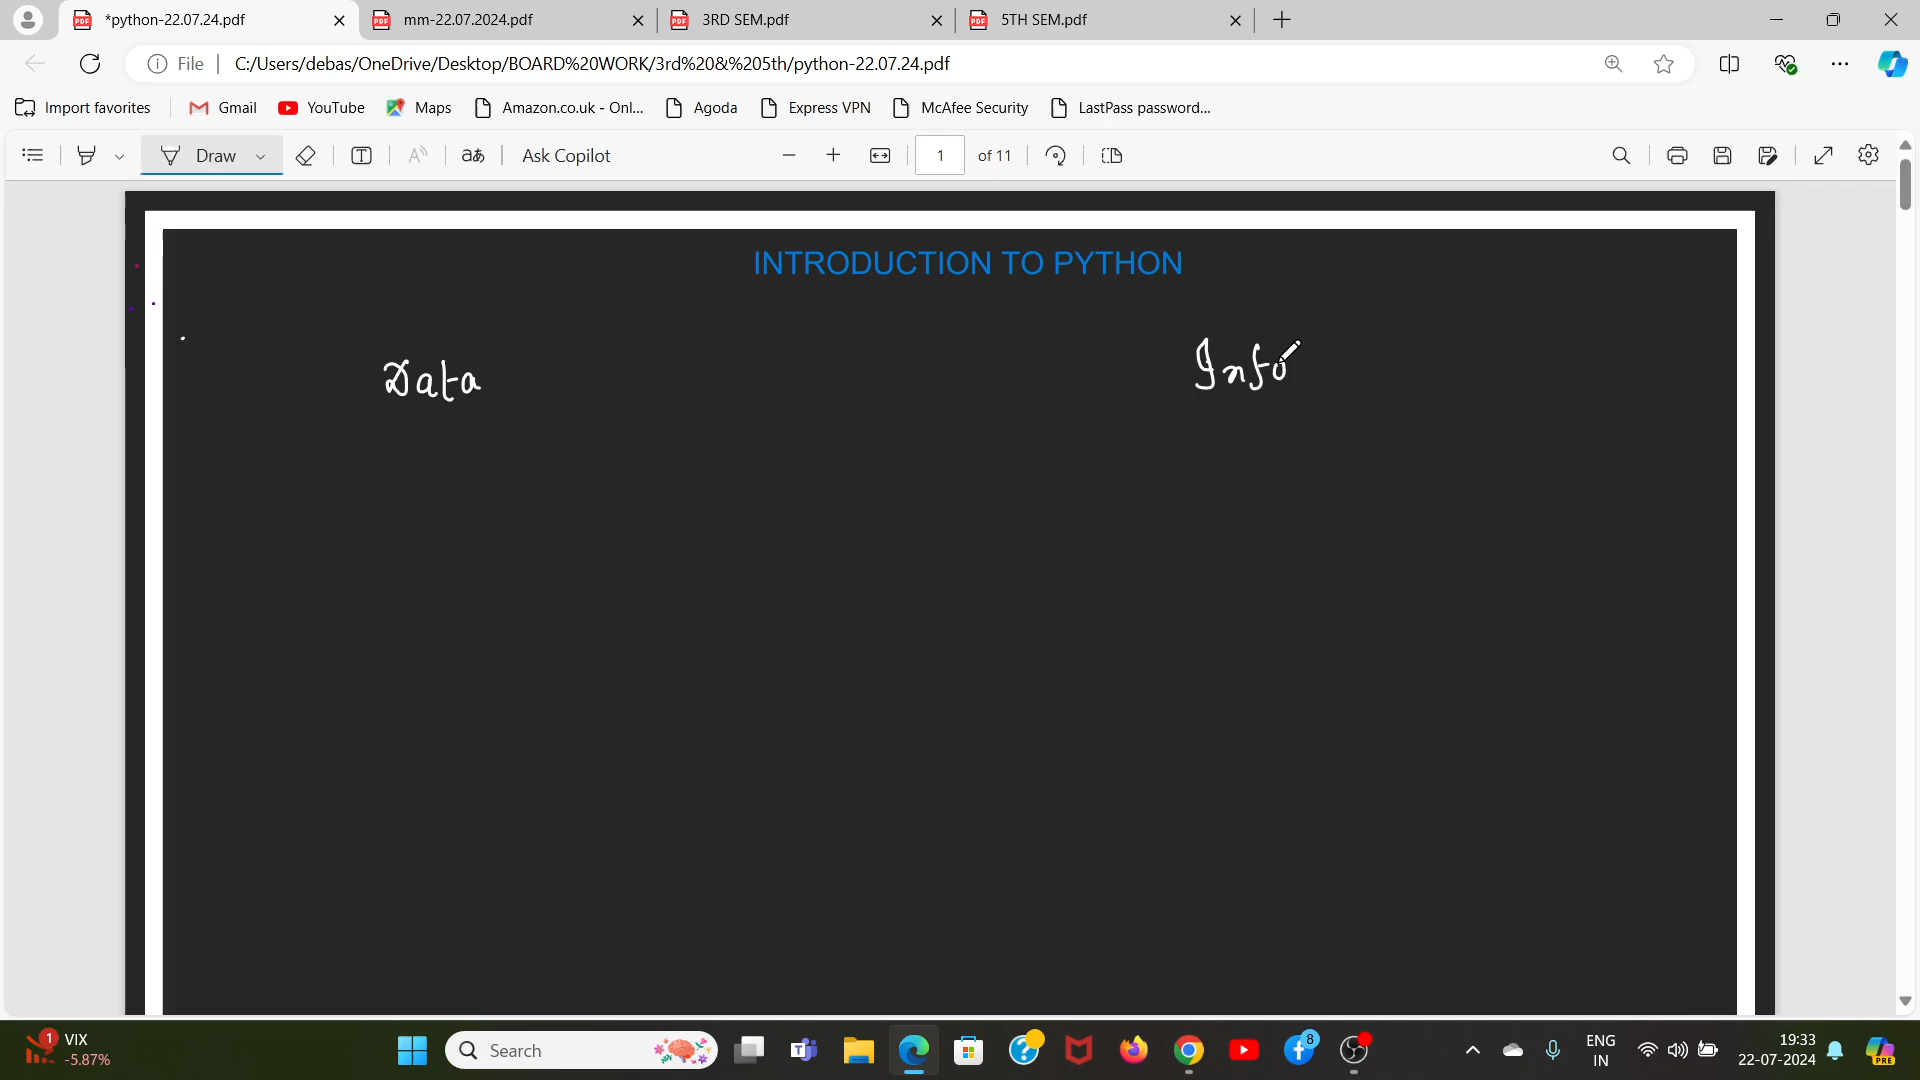 *python-22.07.24.pdf
mm-22.07.2024.pdf
3RD SEM.pdf
5TH SEM.pdf
File
C:/Users/debas/OneDrive/Desktop/BOARD%20WORK/3rd%20&%205th/python-22.07.24.pdf
Import favorites
Gmail
YouTube
Maps
Amazon.co.uk - Onl...
Agoda
Express VPN
McAfee Security
LastPass password...
Draw
Ask Copilot
1 of 11
INTRODUCTION TO PYTHON
Data
Info
1
VIX
-5.87%
Search
8
ENG
IN
19:33
22-07-2024
PRE